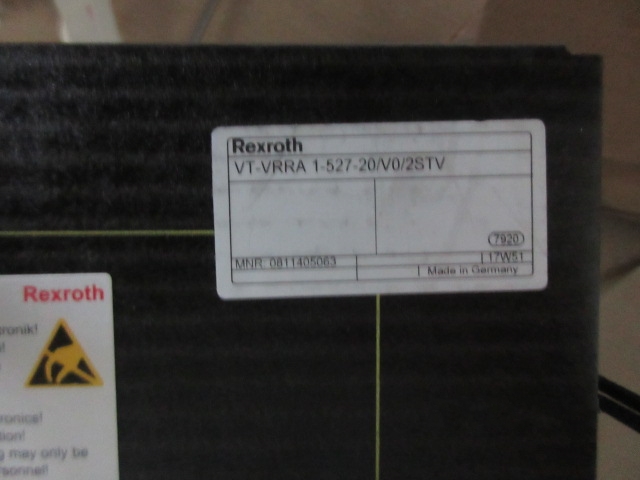 Rexroth
VT-VRRA 1-527-20/V0/2STV
7920
MNR. 0811405063
17W51
Made in Germany
Rexroth
ronik!
!
ronics!
tion!
g may only be
rsonnel!